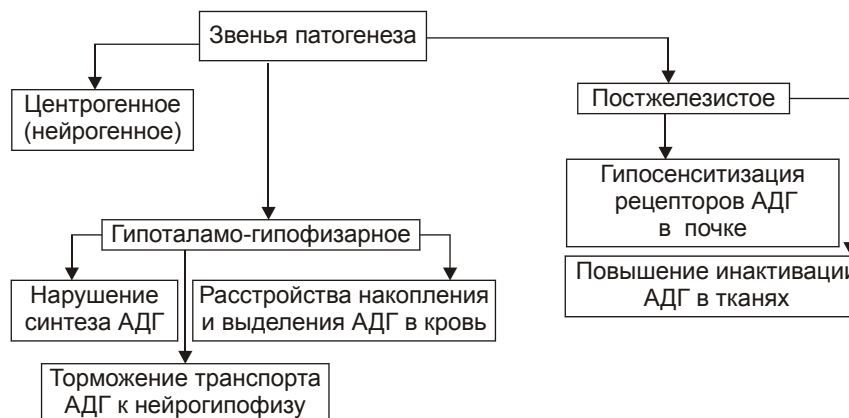 Звенья патогенеза
Центрогенное
(нейрогенное)
Постжелезистое
Гипосенситизация
рецепторов АДГ
в почке
Гипоталамо-гипофизарное
Повышение инактивации
АДГ в тканях
Нарушение
синтеза АДГ
Расстройства накопления
и выделения АДГ в кровь
Торможение транспорта
АДГ к нейрогипофизу